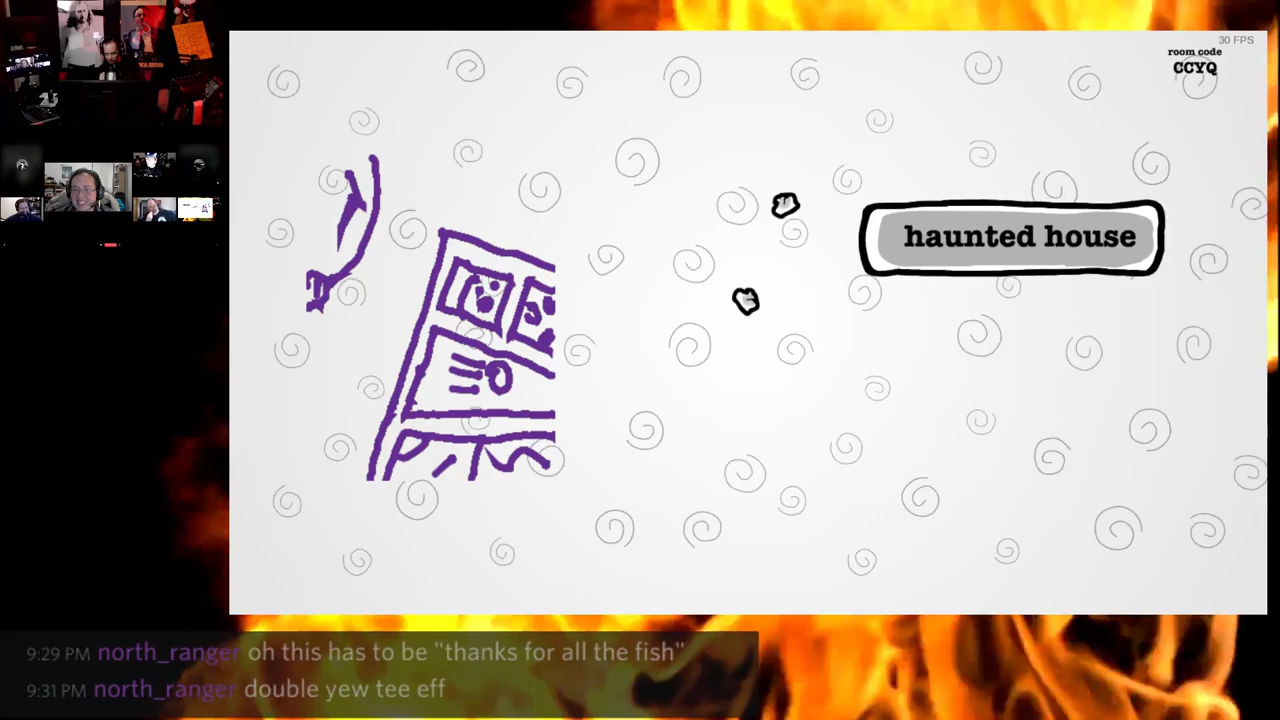 30 FPS
room code
CCYQ
haunted house
9:29 PM north_ranger oh this has to be "thanks for all the fish"
9:31 PM north_ranger double yew tee eff